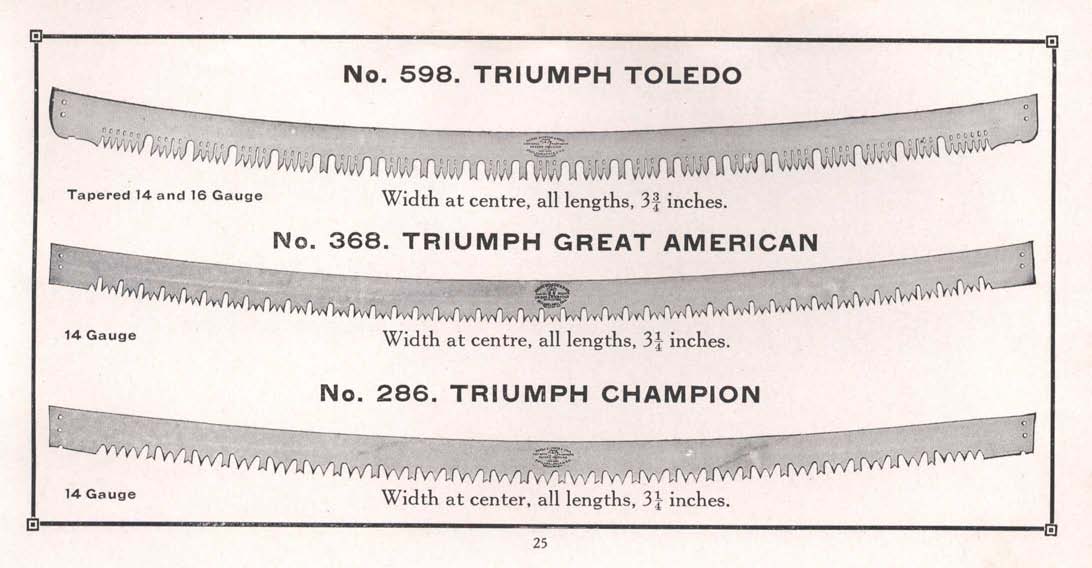 No. 598. TRIUMPH TOLEDO
Tapered 14 and 16 Gauge
Width at centre, all lengths, 3¾ inches.
No. 368. TRIUMPH GREAT AMERICAN
14 Gauge
Width at centre, all lengths, 3¼ inches.
No. 286. TRIUMPH CHAMPION
14 Gauge
Width at center, all lengths, 3¼ inches.
25